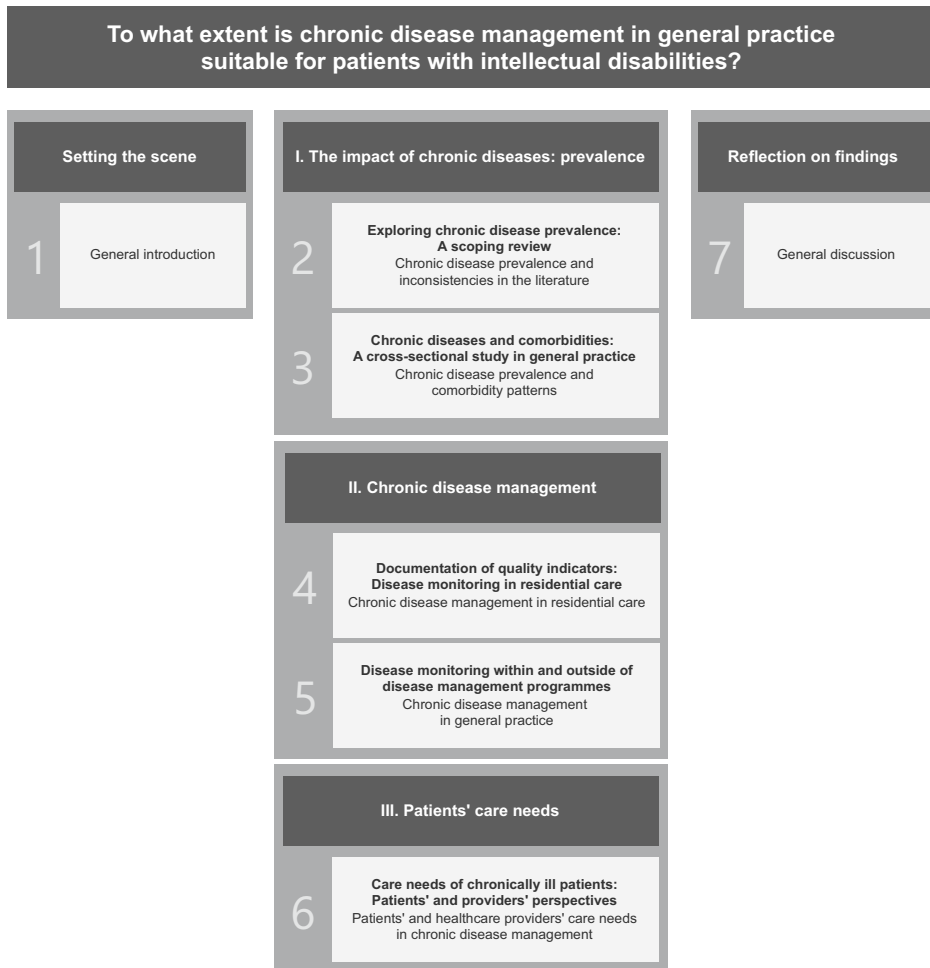 To what extent is chronic disease management in general practice
suitable for patients with intellectual disabilities?
Setting the scene
1
General introduction
I. The impact of chronic diseases: prevalence
2
Exploring chronic disease prevalence:
A scoping review
Chronic disease prevalence and
inconsistencies in the literature
3
Chronic diseases and comorbidities:
A cross-sectional study in general practice
Chronic disease prevalence and
comorbidity patterns
II. Chronic disease management
4
Documentation of quality indicators:
Disease monitoring in residential care
Chronic disease management in residential care
5
Disease monitoring within and outside of
disease management programmes
Chronic disease management
in general practice
III. Patients' care needs
6
Care needs of chronically ill patients:
Patients' and providers' perspectives
Patients' and healthcare providers' care needs
in chronic disease management
Reflection on findings
7
General discussion